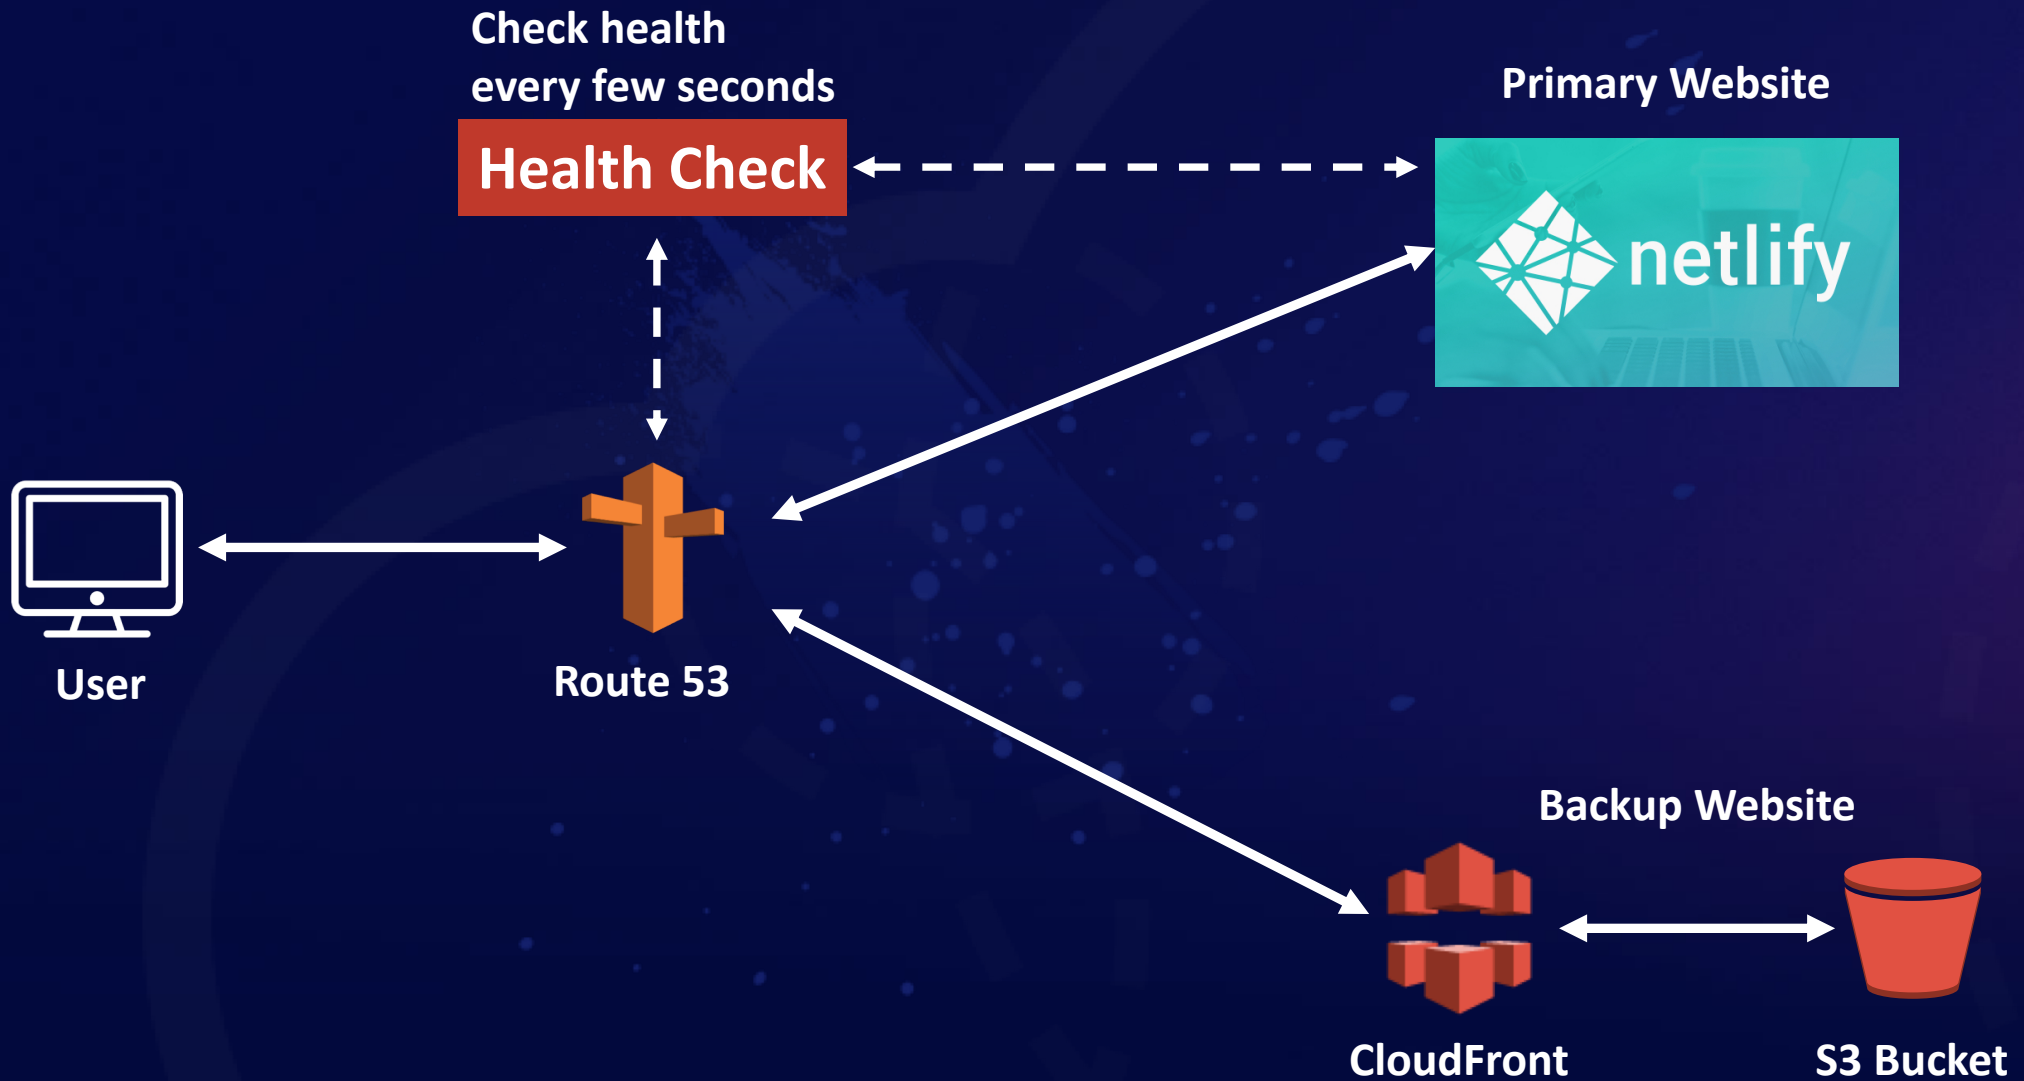 Check health
every few seconds
Health Check
Primary Website
netlify
User
Route 53
Backup Website
CloudFront
S3 Bucket